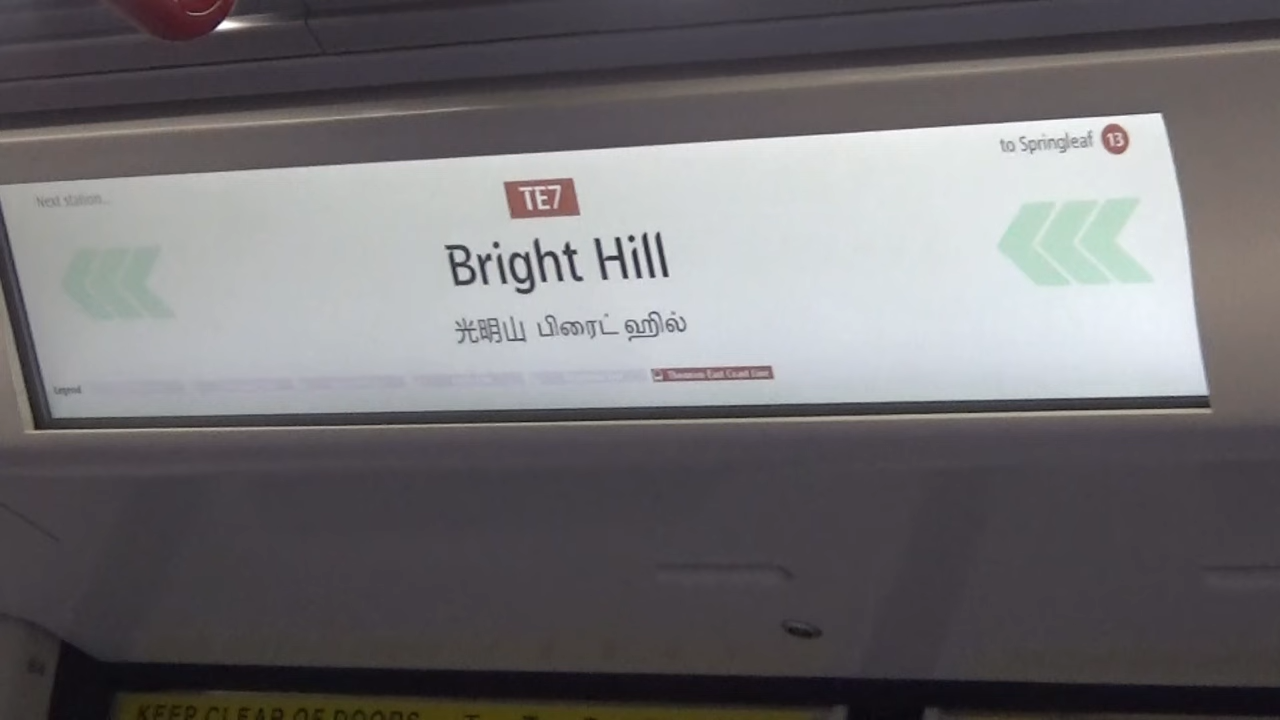 to Springleaf 13
Next station...
TE7
Bright Hill
光明山 பிரைட் ஹில்
Legend
Thomson-East Coast Line
KEEP CLEAR OF DOORS